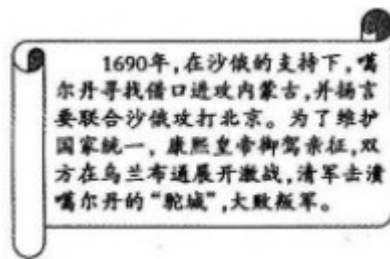 1690年，在沙俄的支持下，噶
尔丹寻找借口进攻内蒙古，并扬言
要联合沙俄攻打北京。为了维护
国家统一，康熙皇帝御驾亲征，双
方在乌兰布通展开激战，清军击溃
噶尔丹的“驼城”，大败叛军。